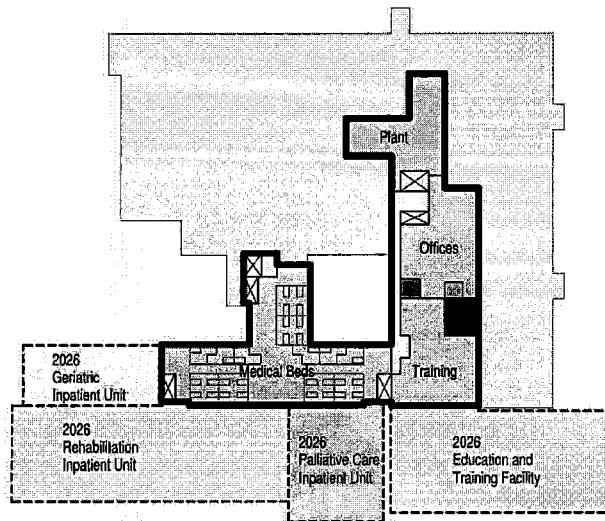 Plant
Offices
Medical Beds
Training
2026
Geriatric
Inpatient Unit
2026
Rehabilitation
Inpatient Unit
2026
Palliative Care
Inpatient Unit
2026
Education and
Training Facility